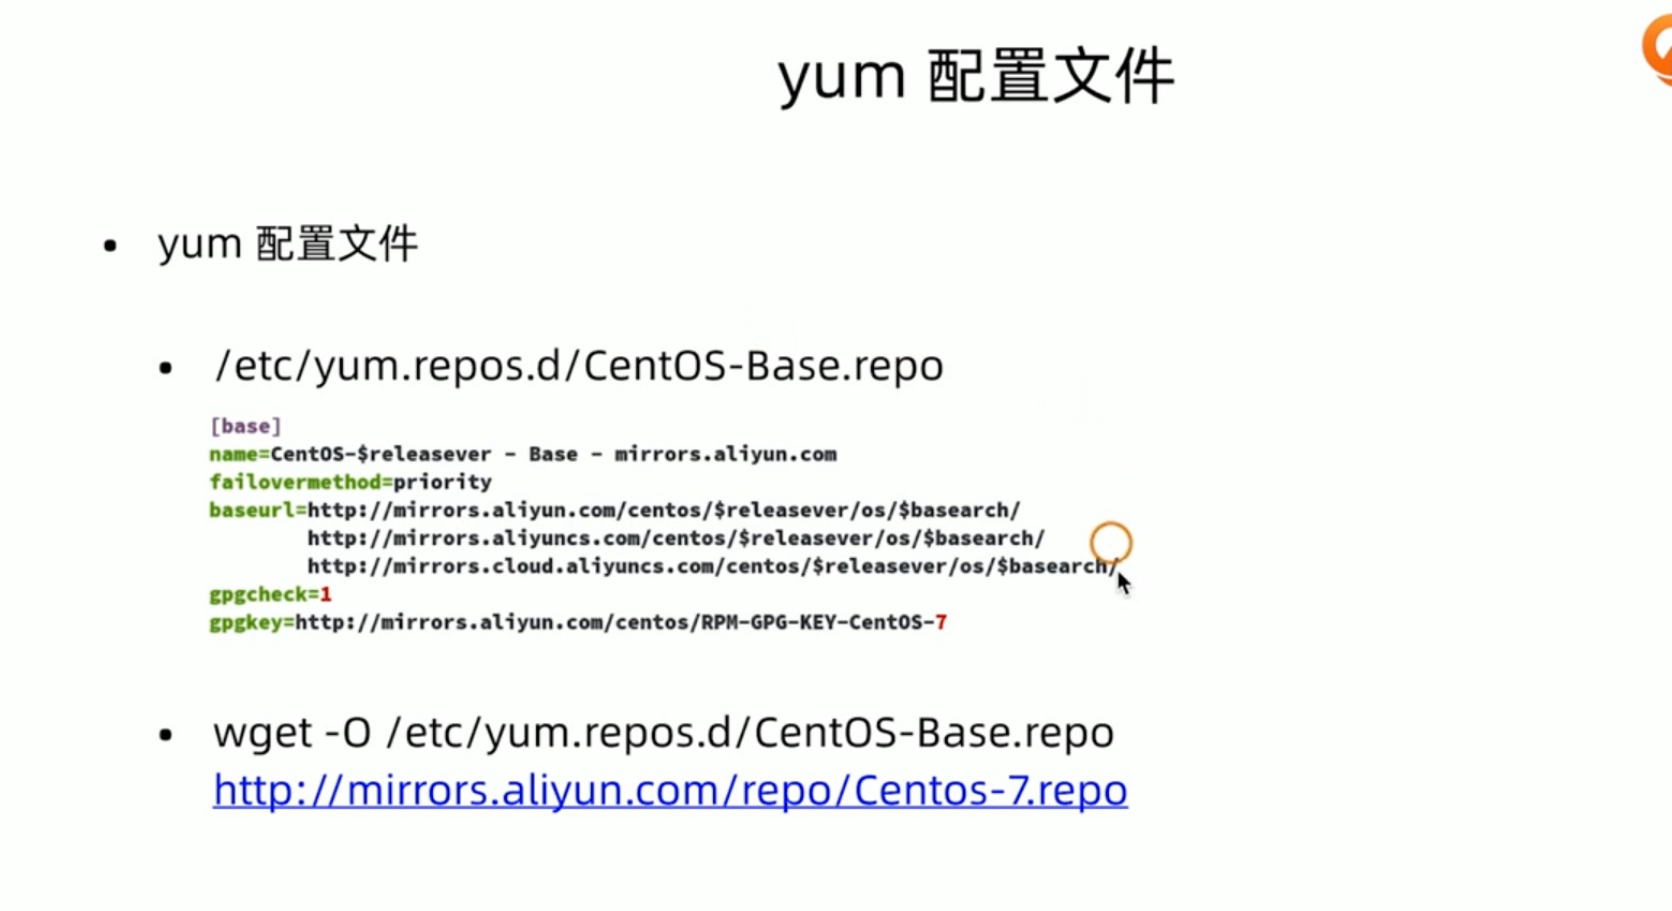 yum 配置文件
• yum 配置文件
• /etc/yum.repos.d/CentOS-Base.repo
[base]
name=CentOS-$releasever - Base - mirrors.aliyun.com
failovermethod=priority
baseurl=http://mirrors.aliyun.com/centos/$releasever/os/$basearch/
http://mirrors.aliyuncs.com/centos/$releasever/os/$basearch/
http://mirrors.cloud.aliyuncs.com/centos/$releasever/os/$basearch/
gpgcheck=1
gpgkey=http://mirrors.aliyun.com/centos/RPM-GPG-KEY-CentOS-7
• wget -O /etc/yum.repos.d/CentOS-Base.repo
http://mirrors.aliyun.com/repo/Centos-7.repo